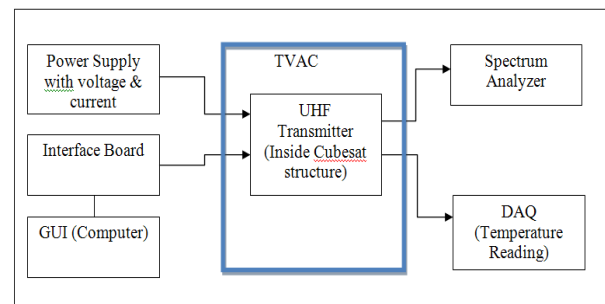 Power Supply
with voltage &
current
Interface Board
GUI (Computer)
TVAC
UHF
Transmitter
(Inside Cubesat
structure)
Spectrum
Analyzer
DAQ
(Temperature
Reading)